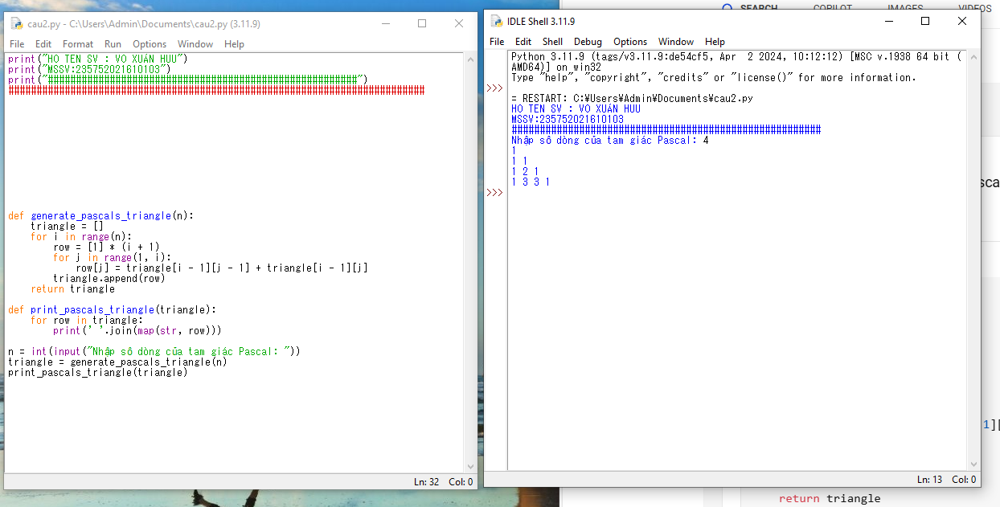 SEARCH COPILOT IMAGES VIDEOS
cau2.py - C:\Users\Admin\Documents\cau2.py (3.11.9)
File Edit Format Run Options Window Help
print("HO TEN SV : VO XUÁN HUU")
print("MSSV:235752021610103")
def generate_pascals_triangle(n):
    triangle = []
    for i in range(n):
        row = [1] * (i + 1)
        for j in range(1, i):
            row[j] = triangle[i - 1][j - 1] + triangle[i - 1][j]
        triangle.append(row)
    return triangle
def print_pascals_triangle(triangle):
    for row in triangle:
        print(' '.join(map(str, row)))
n = int(input("Nhập số dòng của tam giác Pascal: "))
triangle = generate_pascals_triangle(n)
print_pascals_triangle(triangle)
Ln: 32 Col: 0
IDLE Shell 3.11.9
File Edit Shell Debug Options Window Help
Python 3.11.9 (tags/v3.11.9:de54cf5, Apr  2 2024, 10:12:12) [MSC v.1938 64 bit (
AMD64)] on win32
Type "help", "copyright", "credits" or "license()" for more information.
>>>
= RESTART: C:¥Users¥Admin¥Documents¥cau2.py
HO TEN SV : VO XUÁN HUU
MSSV:235752021610103
Nhập số dòng của tam giác Pascal: 4
1
1 1
1 2 1
1 3 3 1
>>>
Ln: 13 Col: 0
sca
1][
return triangle